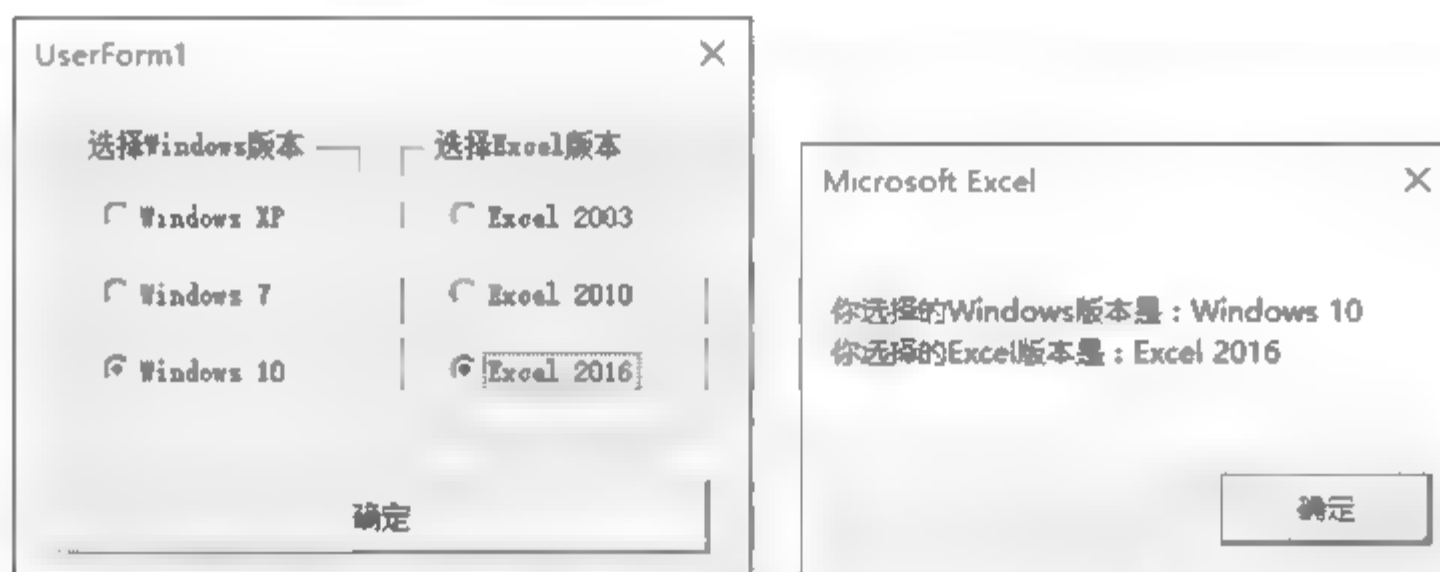 UserForm1
选择Windows版本
Windows XP
Windows 7
Windows 10
选择Excel版本
Excel 2003
Excel 2010
Excel 2016
确定
Microsoft Excel
你选择的Windows版本是：Windows 10
你选择的Excel版本是：Excel 2016
确定